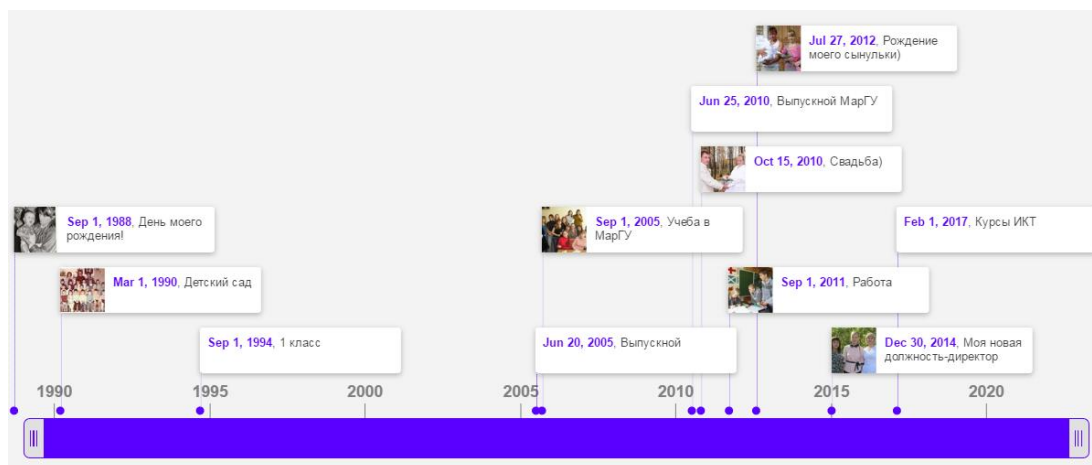 Jul 27, 2012, Рождение
моего сынульки)
Jun 25, 2010, Выпускной МарГУ
Oct 15, 2010, Свадьба)
Sep 1, 1988, День моего
рождения!
Sep 1, 2005, Учеба в
МарГУ
Feb 1, 2017, Курсы ИКТ
Mar 1, 1990, Детский сад
Sep 1, 2011, Работа
Sep 1, 1994, 1 класс
Jun 20, 2005, Выпускной
Dec 30, 2014, Моя новая
должность-директор
1990 1995 2000 2005 2010 2015 2020